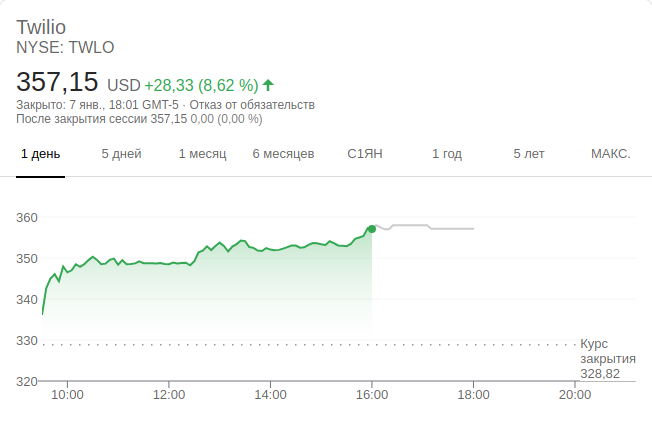 Twilio
NYSE: TWLO
357,15 USD +28,33 (8,62 %)
Закрыто: 7 янв., 18:01 GMT-5 · Отказ от обязательств
После закрытия сессии 357,15 0,00 (0,00 %)
1 день 5 дней 1 месяц 6 месяцев С1ЯН 1 год 5 лет МАКС.
360
350
340
330
320
Курс
закрытия
328,82
10:00 12:00 14:00 16:00 18:00 20:00